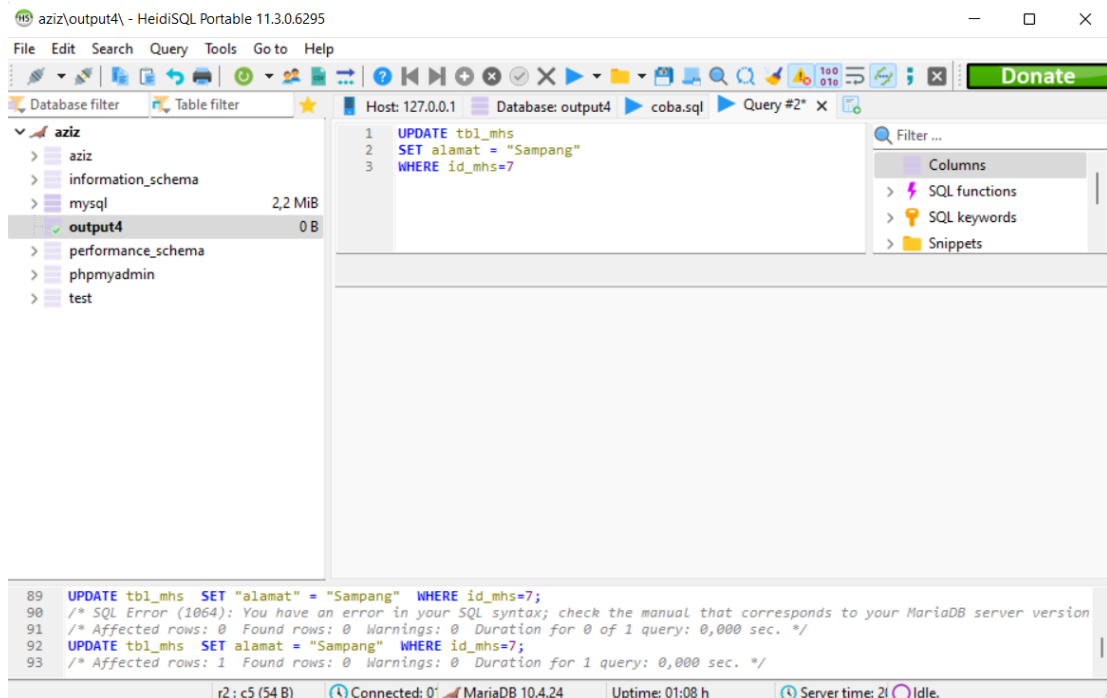 aziz\output4\ - HeidiSQL Portable 11.3.0.6295
File Edit Search Query Tools Go to Help
Donate
Database filter
Table filter
Host: 127.0.0.1
Database: output4
coba.sql
Query #2*
aziz
aziz
information_schema
mysql 2,2 MiB
output4 0 B
performance_schema
phpmyadmin
test
1 UPDATE tbl_mhs
2 SET alamat = "Sampang"
3 WHERE id_mhs=7
Filter ...
Columns
SQL functions
SQL keywords
Snippets
89 UPDATE tbl_mhs SET "alamat" = "Sampang" WHERE id_mhs=7;
90 /* SQL Error (1064): You have an error in your SQL syntax; check the manual that corresponds to your MariaDB server version
91 /* Affected rows: 0 Found rows: 0 Warnings: 0 Duration for 0 of 1 query: 0,000 sec. */
92 UPDATE tbl_mhs SET alamat = "Sampang" WHERE id_mhs=7;
93 /* Affected rows: 1 Found rows: 0 Warnings: 0 Duration for 1 query: 0,000 sec. */
r2 : c5 (54 B) Connected: 0 MariaDB 10.4.24 Uptime: 01:08 h Server time: 2 Idle.